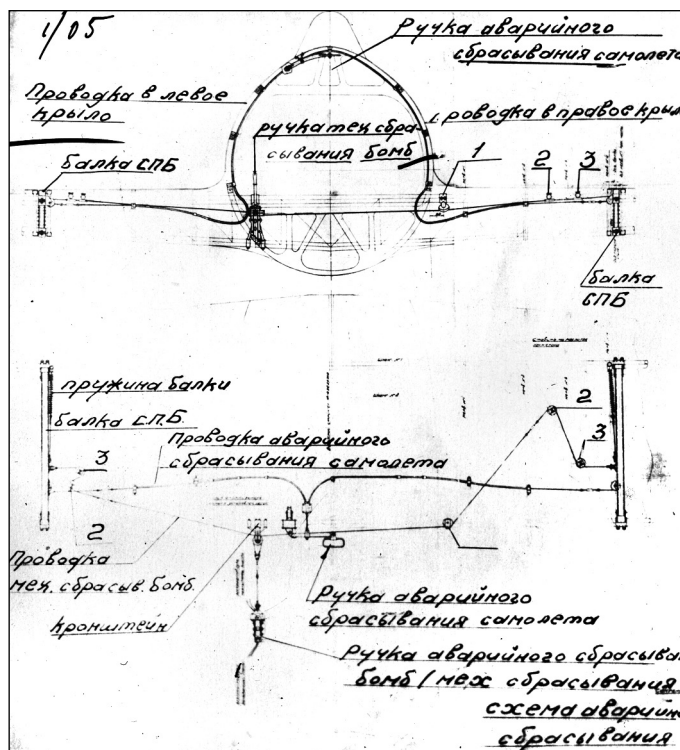 1/05
Ручка аварийного
сбрасывания самолета
Проводка в левое
крыло
роводка в правое крыл
ручка тех сбра-
сывания бомб
1
2
3
балка СПБ
балка
СПБ
пружина балки
балка СПБ
2
3
3
Проводка аварийного
сбрасывания самолета
2
Проводка
мех. сбрасыв. бомб.
кронштейн
Ручка аварийного
сбрасывания самолета
Ручка аварийного сбрасыва
бомб / мех сбрасывания
схема аварийн
сбрасывания